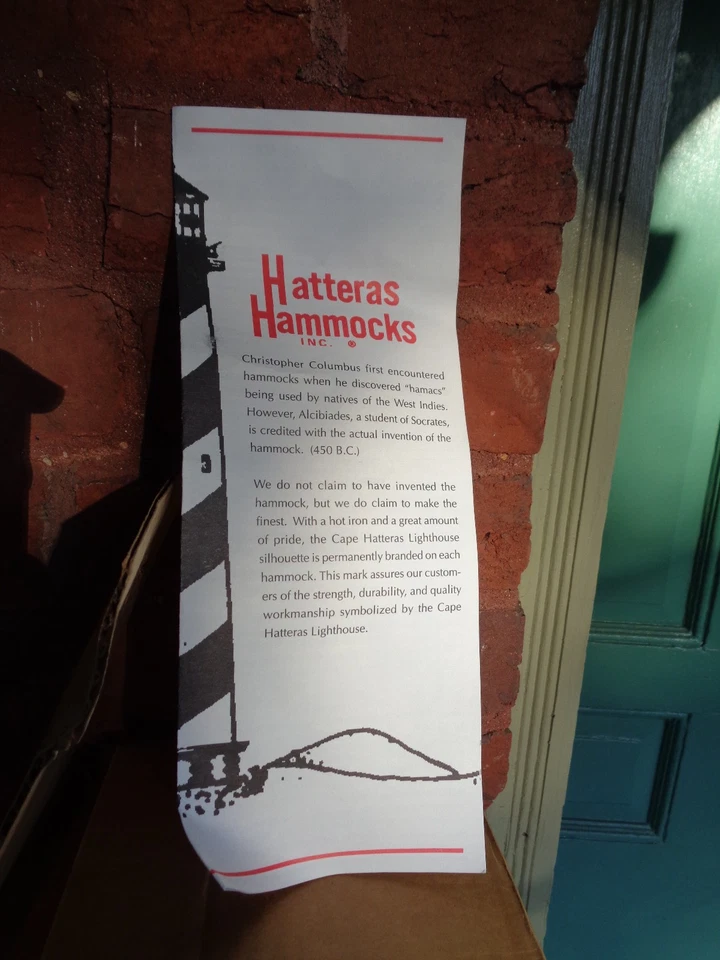 Hatteras
Hammocks
INC. ®
Christopher Columbus first encountered
hammocks when he discovered "hamacs"
being used by natives of the West Indies.
However, Alcibiades, a student of Socrates,
is credited with the actual invention of the
hammock. (450 B.C.)
We do not claim to have invented the
hammock, but we do claim to make the
finest. With a hot iron and a great amount
of pride, the Cape Hatteras Lighthouse
silhouette is permanently branded on each
hammock. This mark assures our custom-
ers of the strength, durability, and quality
workmanship symbolized by the Cape
Hatteras Lighthouse.